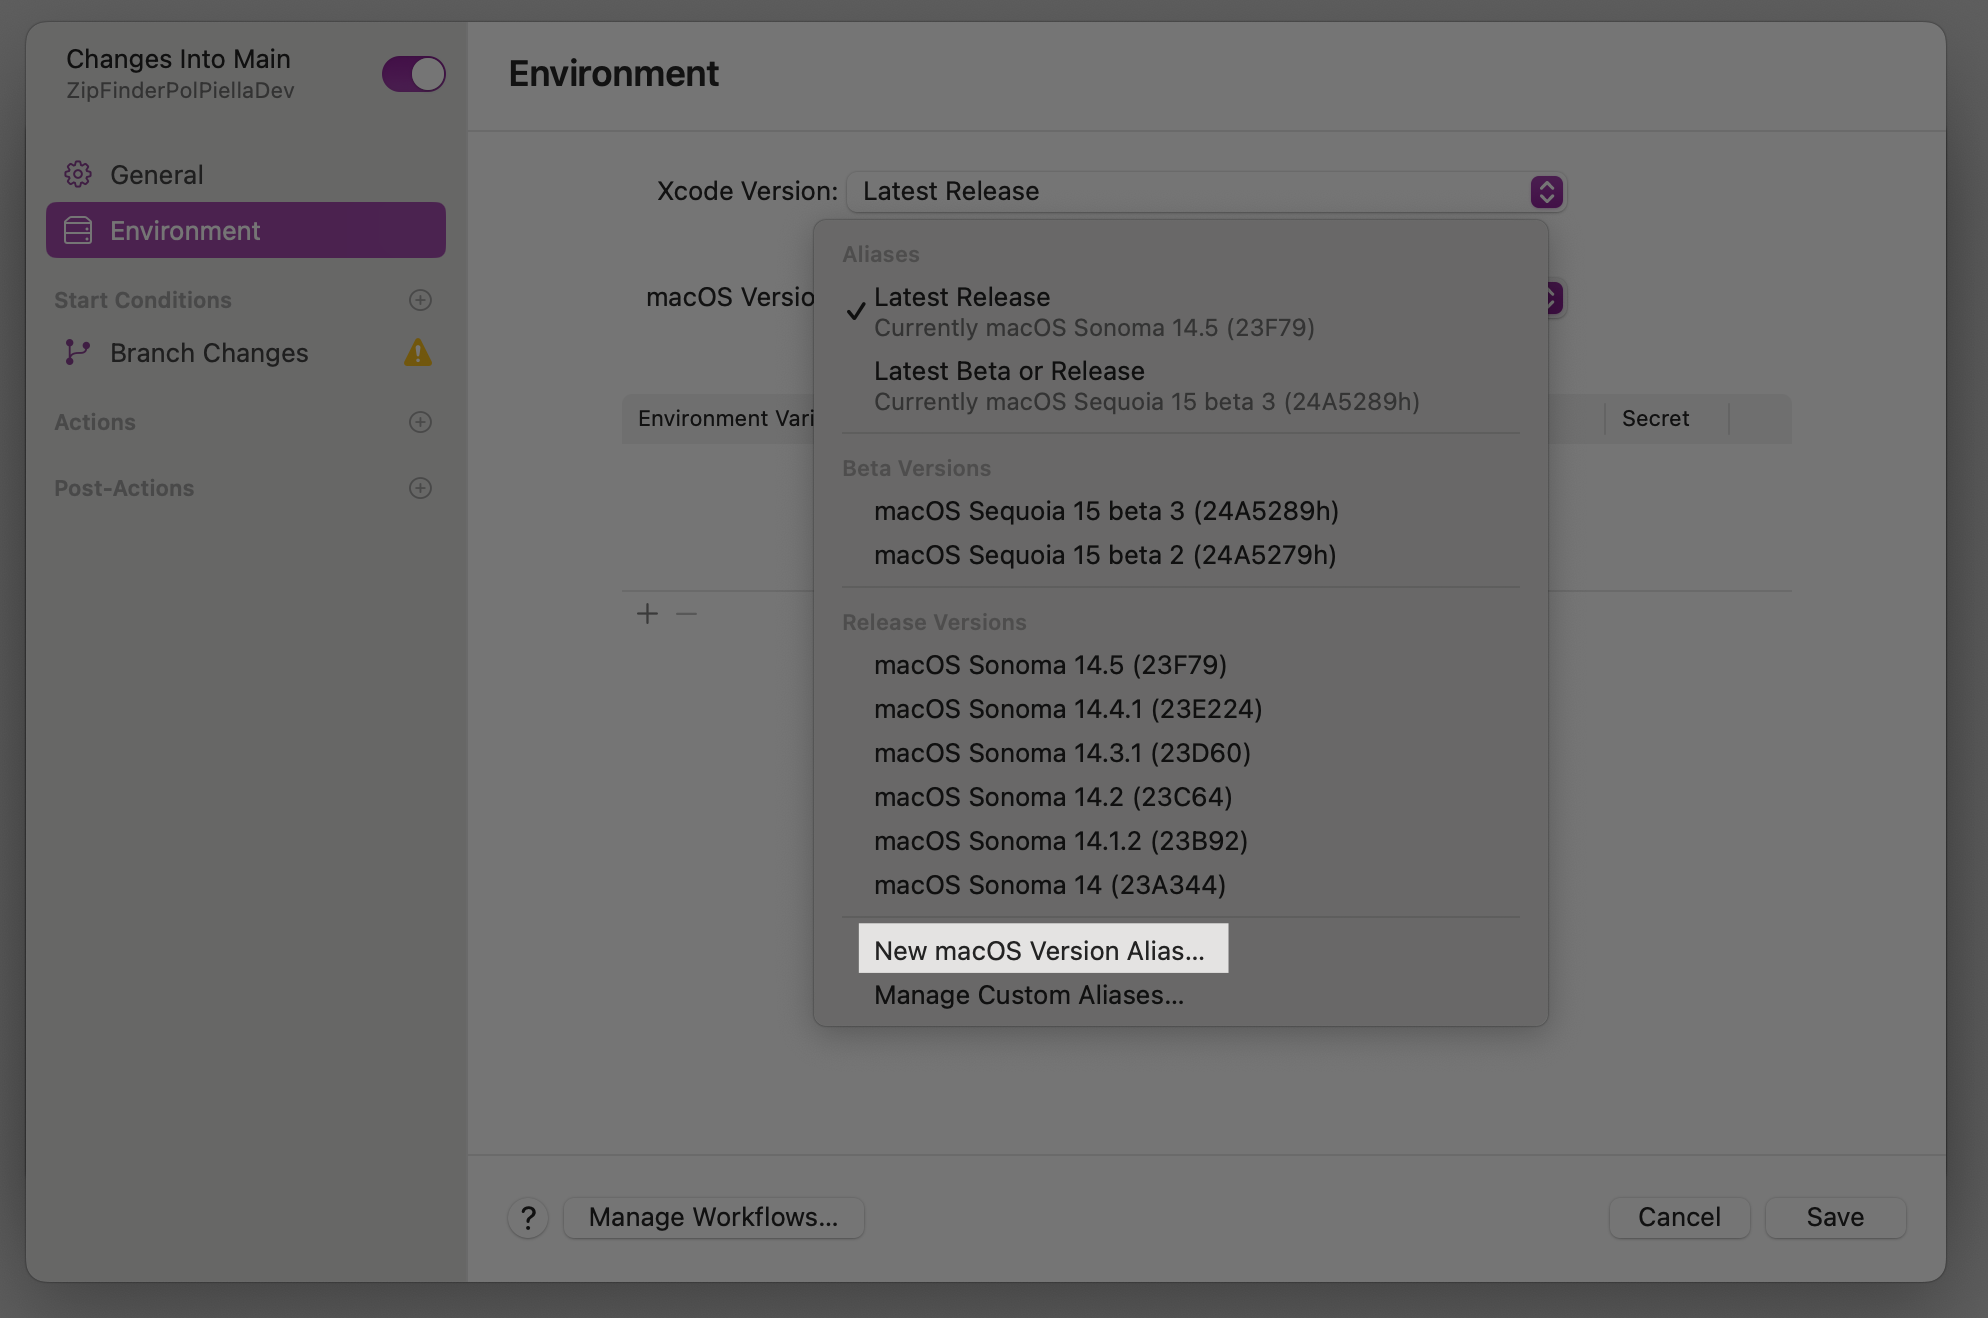 Changes Into Main
ZipFinderPolPiellaDev
General
Environment
Start Conditions
Branch Changes
Actions
Post-Actions
Environment
Xcode Version: Latest Release
macOS Versio
Aliases
Latest Release
Currently macOS Sonoma 14.5 (23F79)
Latest Beta or Release
Currently macOS Sequoia 15 beta 3 (24A5289h)
Environment Vari
Secret
Beta Versions
macOS Sequoia 15 beta 3 (24A5289h)
macOS Sequoia 15 beta 2 (24A5279h)
Release Versions
macOS Sonoma 14.5 (23F79)
macOS Sonoma 14.4.1 (23E224)
macOS Sonoma 14.3.1 (23D60)
macOS Sonoma 14.2 (23C64)
macOS Sonoma 14.1.2 (23B92)
macOS Sonoma 14 (23A344)
New macOS Version Alias...
Manage Custom Aliases...
? Manage Workflows... Cancel Save